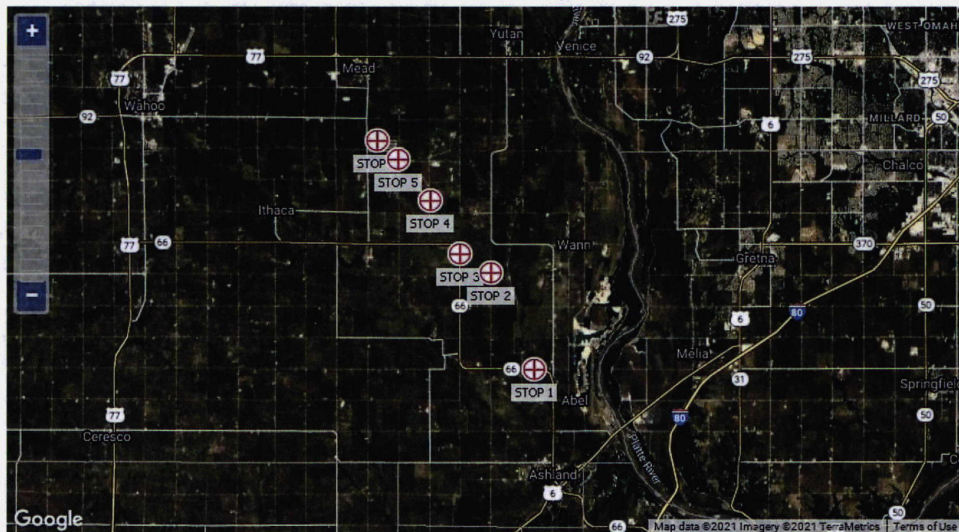 +
275
WEST OMAH
Yutan
Venice
77
77
Mead
92
275
275
Wahoo
92
6
50
MILLARD
STOP
STOP 5
Chalco
Ithaca
STOP 4
77
66
Wann
370
Gretna
STOP 3
STOP 2
−
66
80
50
6
Melia
66
STOP 1
31
Springfield
Abel
77
80
50
Ceresco
Platte River
Ashland
6
50
66
Google
Map data ©2021 Imagery ©2021 TerraMetrics
Terms of Use